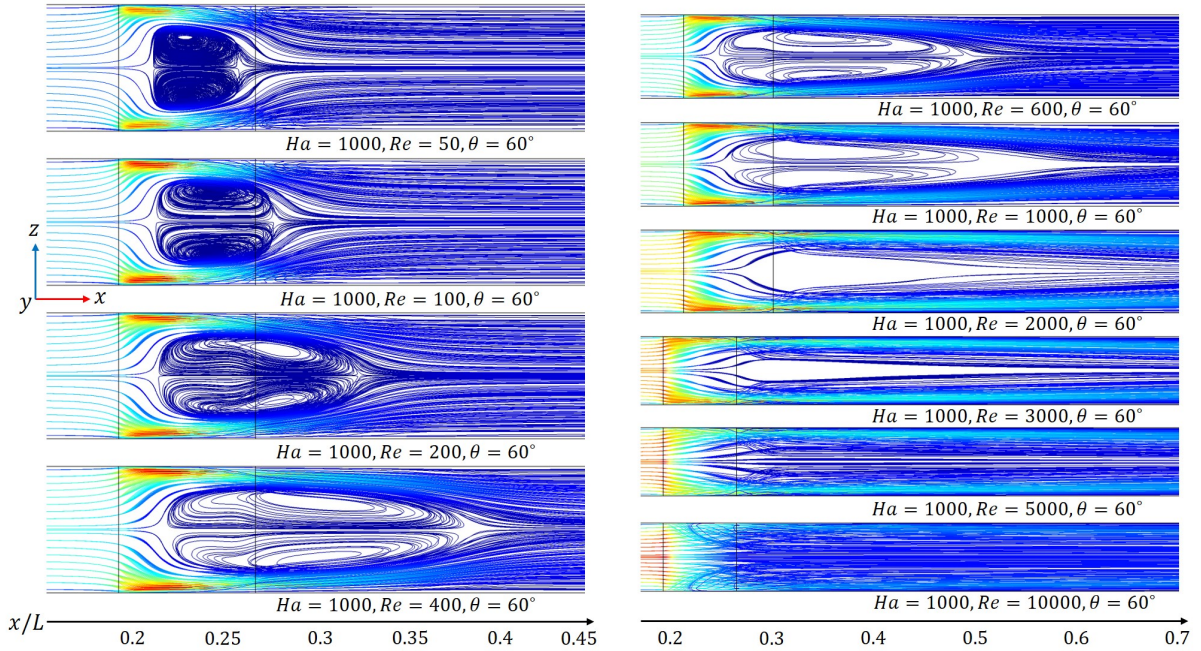 Ha = 1000, Re = 50, θ = 60°
Ha = 1000, Re = 100, θ = 60°
z
y
x
Ha = 1000, Re = 200, θ = 60°
Ha = 1000, Re = 400, θ = 60°
x/L
0.2 0.25 0.3 0.35 0.4 0.45
Ha = 1000, Re = 600, θ = 60°
Ha = 1000, Re = 1000, θ = 60°
Ha = 1000, Re = 2000, θ = 60°
Ha = 1000, Re = 3000, θ = 60°
Ha = 1000, Re = 5000, θ = 60°
Ha = 1000, Re = 10000, θ = 60°
0.2 0.3 0.4 0.5 0.6 0.7